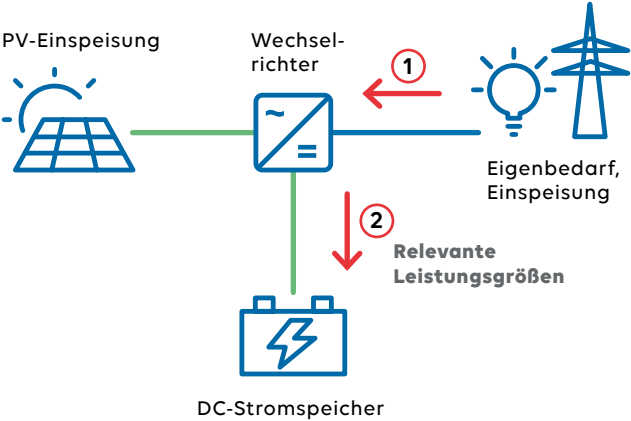 PV-Einspeisung
Wechsel-
richter
1
Eigenbedarf,
Einspeisung
2
Relevante
Leistungsgrößen
DC-Stromspeicher